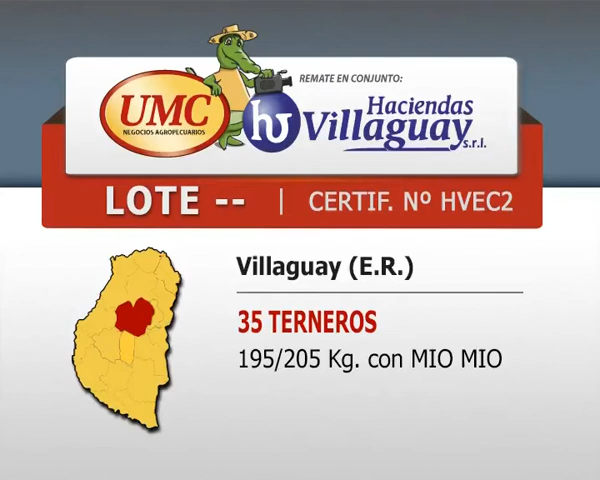 UMC
NEGOCIOS AGROPECUARIOS
REMATE EN CONJUNTO:
hv
Haciendas
Villaguay
s.r.l.
LOTE -- | CERTIF. Nº HVEC2
Villaguay (E.R.)
35 TERNEROS
195/205 Kg. con MIO MIO